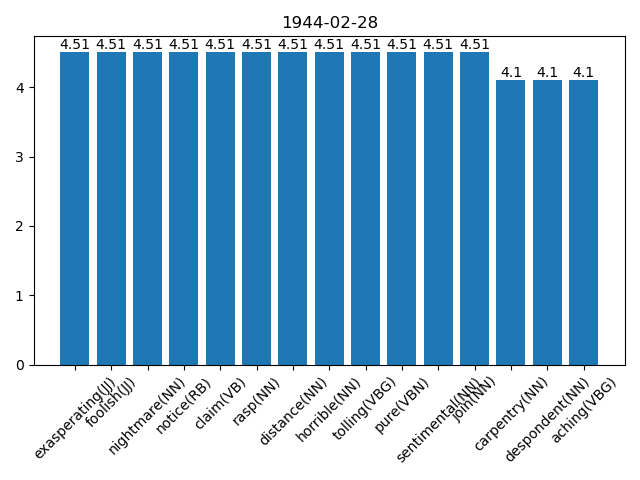 1944-02-28
4.51 4.51 4.51 4.51 4.51 4.51 4.51 4.51 4.51 4.51 4.51 4.51 4.1 4.1 4.1
4
3
2
1
0
exasperating(JJ)
foolish(JJ)
nightmare(NN)
notice(RB)
claim(VB)
rasp(NN)
distance(NN)
horrible(NN)
tolling(VBG)
pure(VBN)
sentimental(NN)
join(NN)
carpentry(NN)
despondent(NN)
aching(VBG)